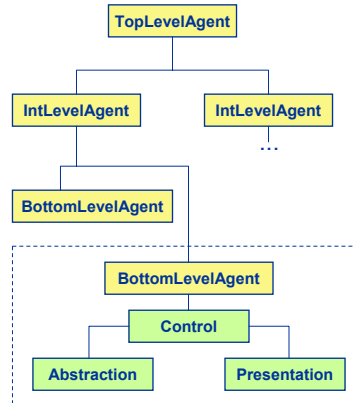 TopLevelAgent
IntLevelAgent
IntLevelAgent
...
BottomLevelAgent
BottomLevelAgent
Control
Abstraction
Presentation